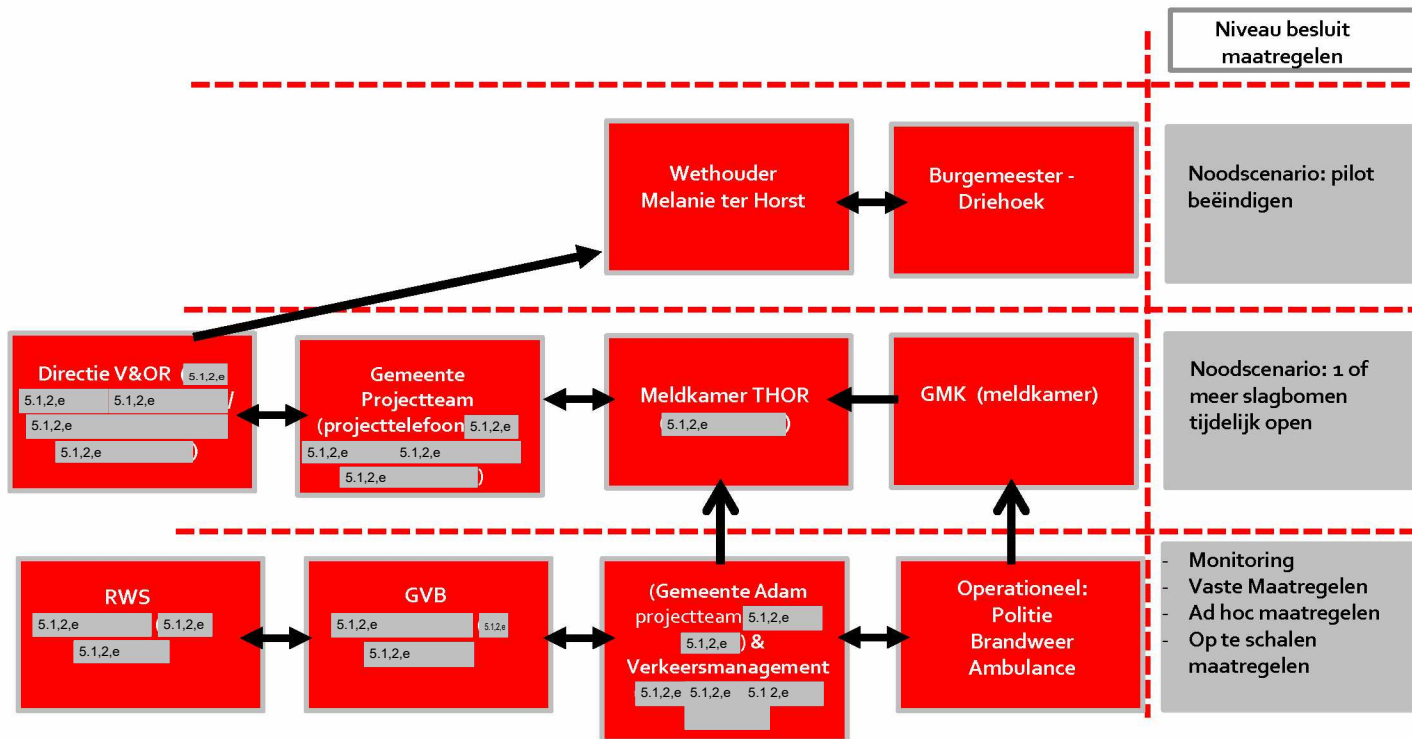 Niveau besluit
maatregelen
Wethouder
Melanie ter Horst
Burgemeester -
Driehoek
Noodscenario: pilot
beëindigen
Directie V&OR (5.1,2,e
5.1,2,e 5.1,2,e /
5.1,2,e
5.1,2,e )
Gemeente
Projectteam
(projecttelefoon 5.1,2,e
5.1,2,e 5.1,2,e
5.1,2,e )
Meldkamer THOR
(5.1,2,e )
GMK (meldkamer)
Noodscenario: 1 of
meer slagbomen
tijdelijk open
RWS
5.1,2,e (5.1,2,e
5.1,2,e
GVB
5.1,2,e (5.1,2,e
5.1,2,e
(Gemeente Adam
projectteam 5.1,2,e
5.1,2,e ) &
Verkeersmanagement
(5.1,2,e 5.1,2,e 5.1 2,e
Operationeel:
Politie
Brandweer
Ambulance
- Monitoring
- Vaste Maatregelen
- Ad hoc maatregelen
- Op te schalen
maatregelen